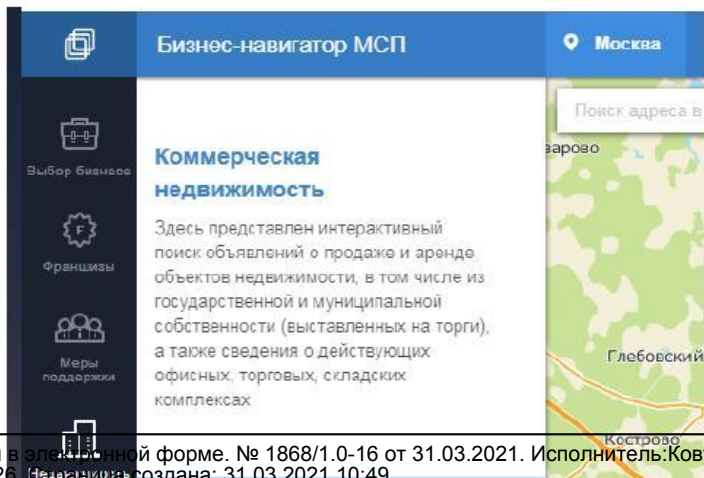 Бизнес-навигатор МСП
Москва
Поиск адреса в
варово
Выбор бизнеса
Франшизы
Меры
поддержки
Недвижимость
Коммерческая
недвижимость
Здесь представлен интерактивный
поиск объявлений о продаже и аренде
объектов недвижимости, в том числе из
государственной и муниципальной
собственности (выставленных на торги),
а также сведения о действующих
офисных, торговых, складских
комплексах
Глебовский
Кострово
в электронной форме. № 1868/1.0-16 от 31.03.2021. Исполнитель:Ковт
создана: 31.03.2021 10:49